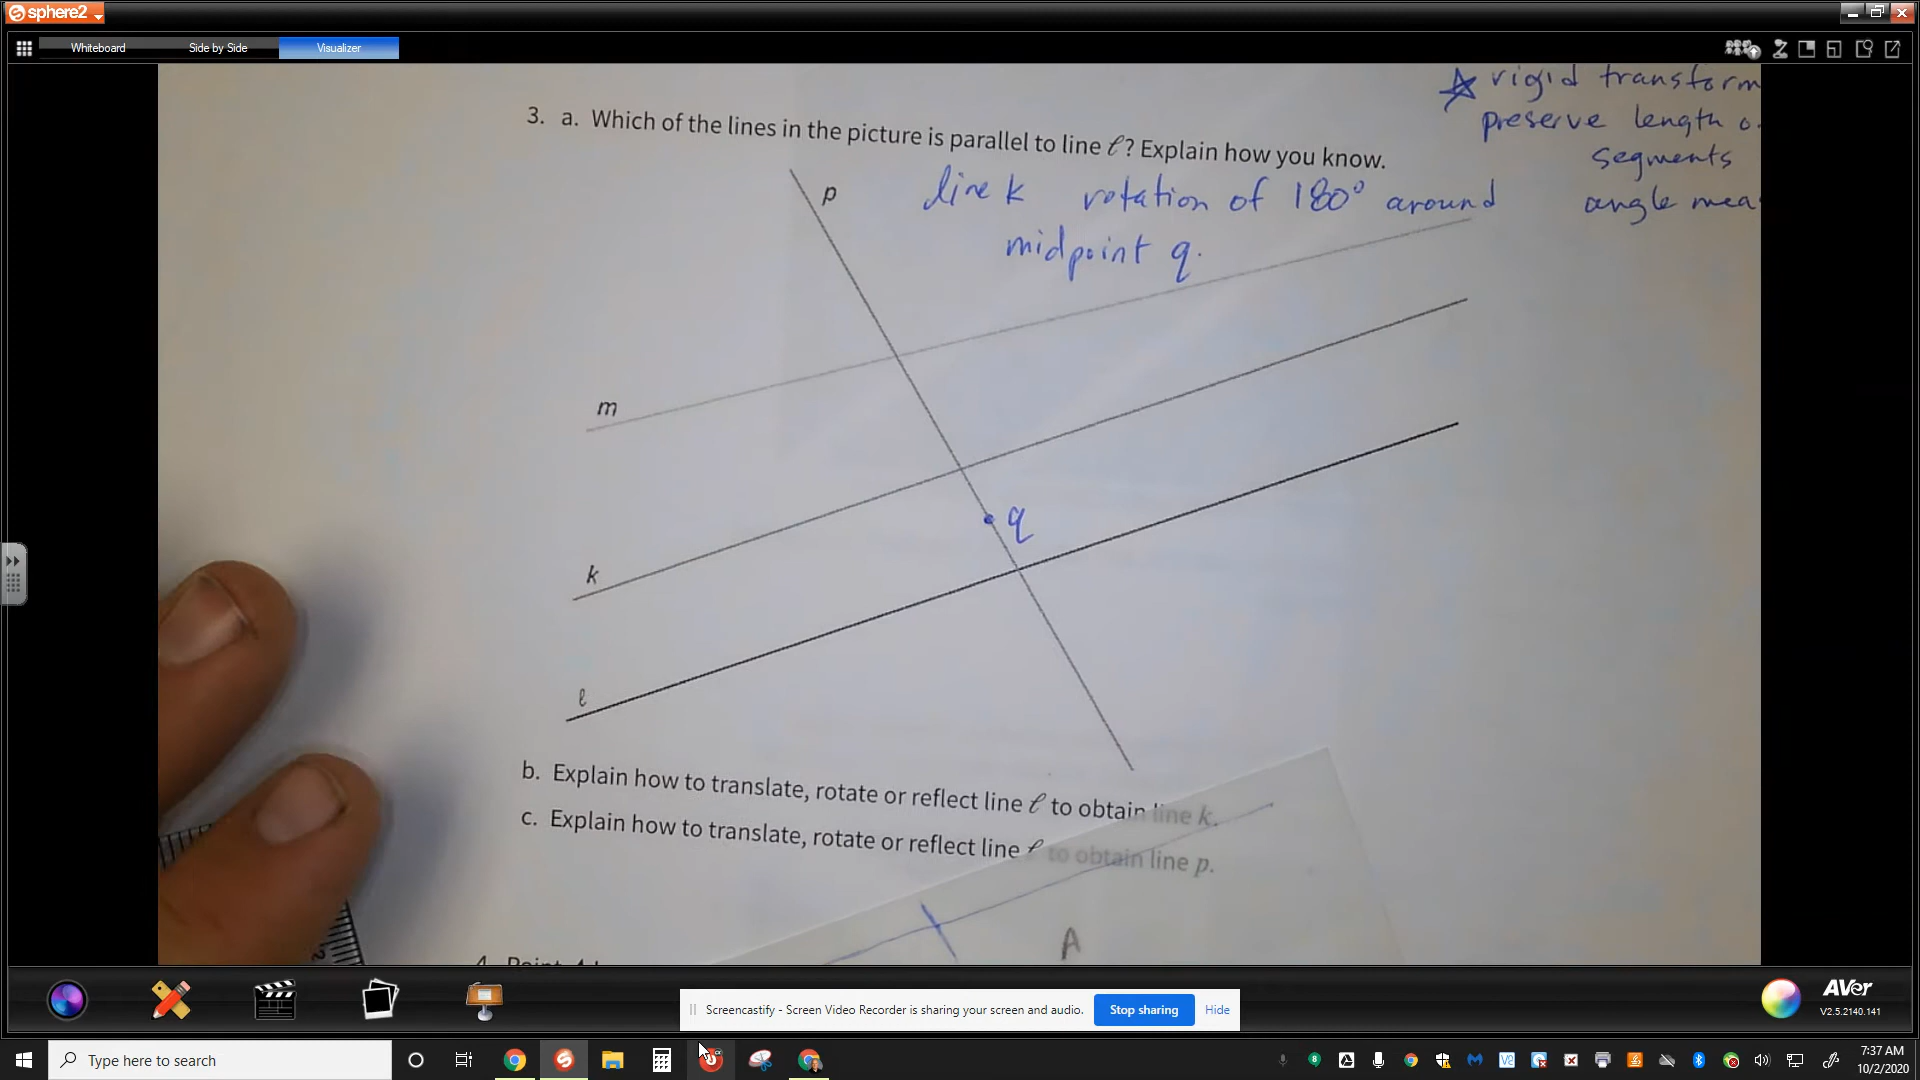 sphere2
Whiteboard
Side by Side
Visualizer
☆ rigid transform
preserve length o
segments
angle mea
3. a. Which of the lines in the picture is parallel to line ℓ? Explain how you know.
line k rotation of 180° around
midpoint q.
p
m
q
k
ℓ
b. Explain how to translate, rotate or reflect line ℓ to obtain line k.
c. Explain how to translate, rotate or reflect line ℓ to obtain line p.
A
AVer
V2.5.2140.141
Screencastify - Screen Video Recorder is sharing your screen and audio.
Stop sharing
Hide
Type here to search
7:37 AM
10/2/2020